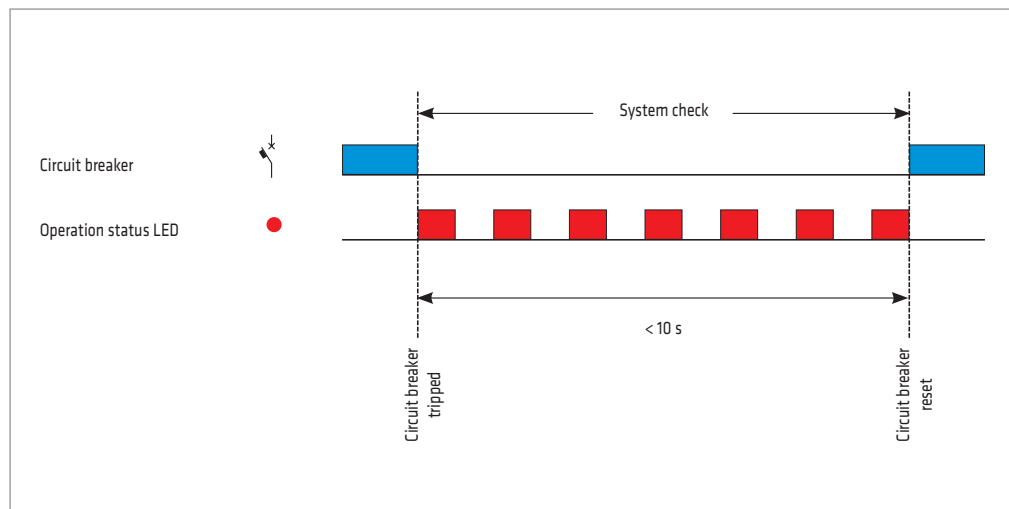 System check
Circuit breaker
Operation status LED
< 10 s
Circuit breaker
tripped
Circuit breaker
reset